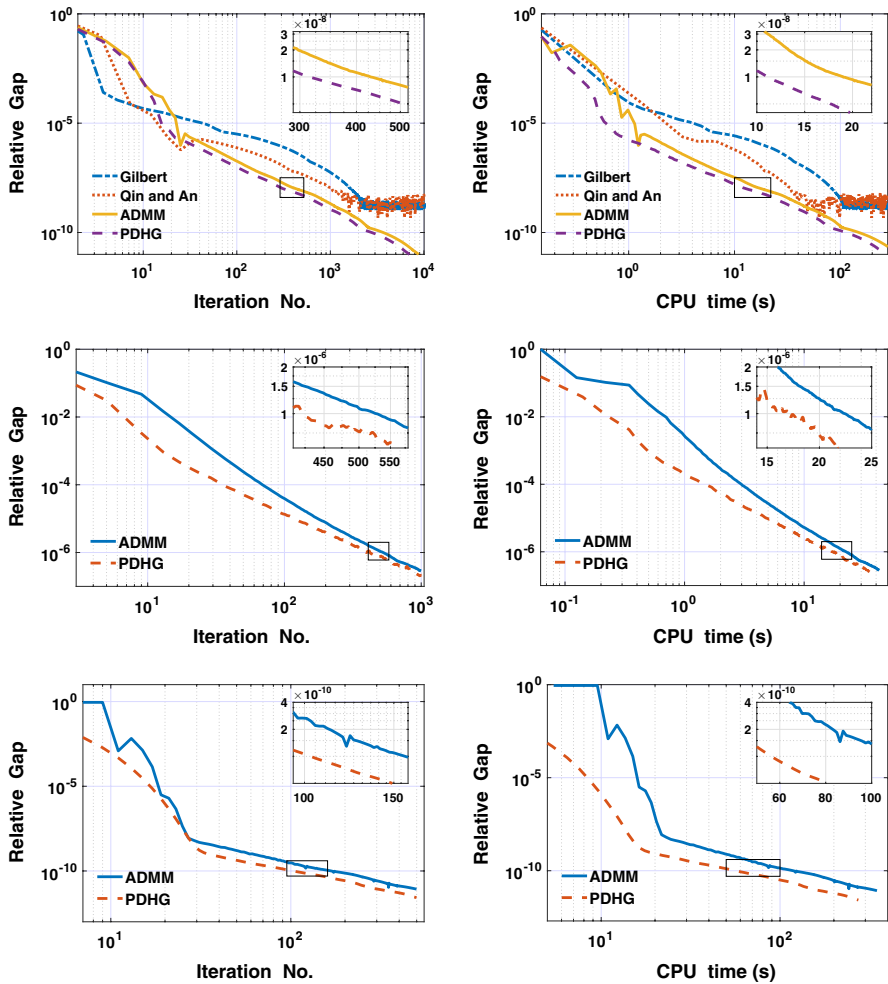 × 10^-8
3
2
1
300
400
500
10^0
10^-5
10^-10
10^1
10^2
10^3
10^4
Relative Gap
Iteration No.
Gilbert
Qin and An
ADMM
PDHG
× 10^-8
3
2
1
10
15
20
10^0
10^-5
10^-10
10^0
10^1
10^2
Relative Gap
CPU time (s)
Gilbert
Qin and An
ADMM
PDHG
× 10^-6
2
1.5
1
450
500
550
10^0
10^-2
10^-4
10^-6
10^1
10^2
10^3
Relative Gap
Iteration No.
ADMM
PDHG
× 10^-6
2
1.5
1
15
20
25
10^0
10^-2
10^-4
10^-6
10^-1
10^0
10^1
Relative Gap
CPU time (s)
ADMM
PDHG
× 10^-10
4
2
100
150
10^0
10^-5
10^-10
10^1
10^2
Relative Gap
Iteration No.
ADMM
PDHG
× 10^-10
4
2
60
80
100
10^0
10^-5
10^-10
10^1
10^2
Relative Gap
CPU time (s)
ADMM
PDHG